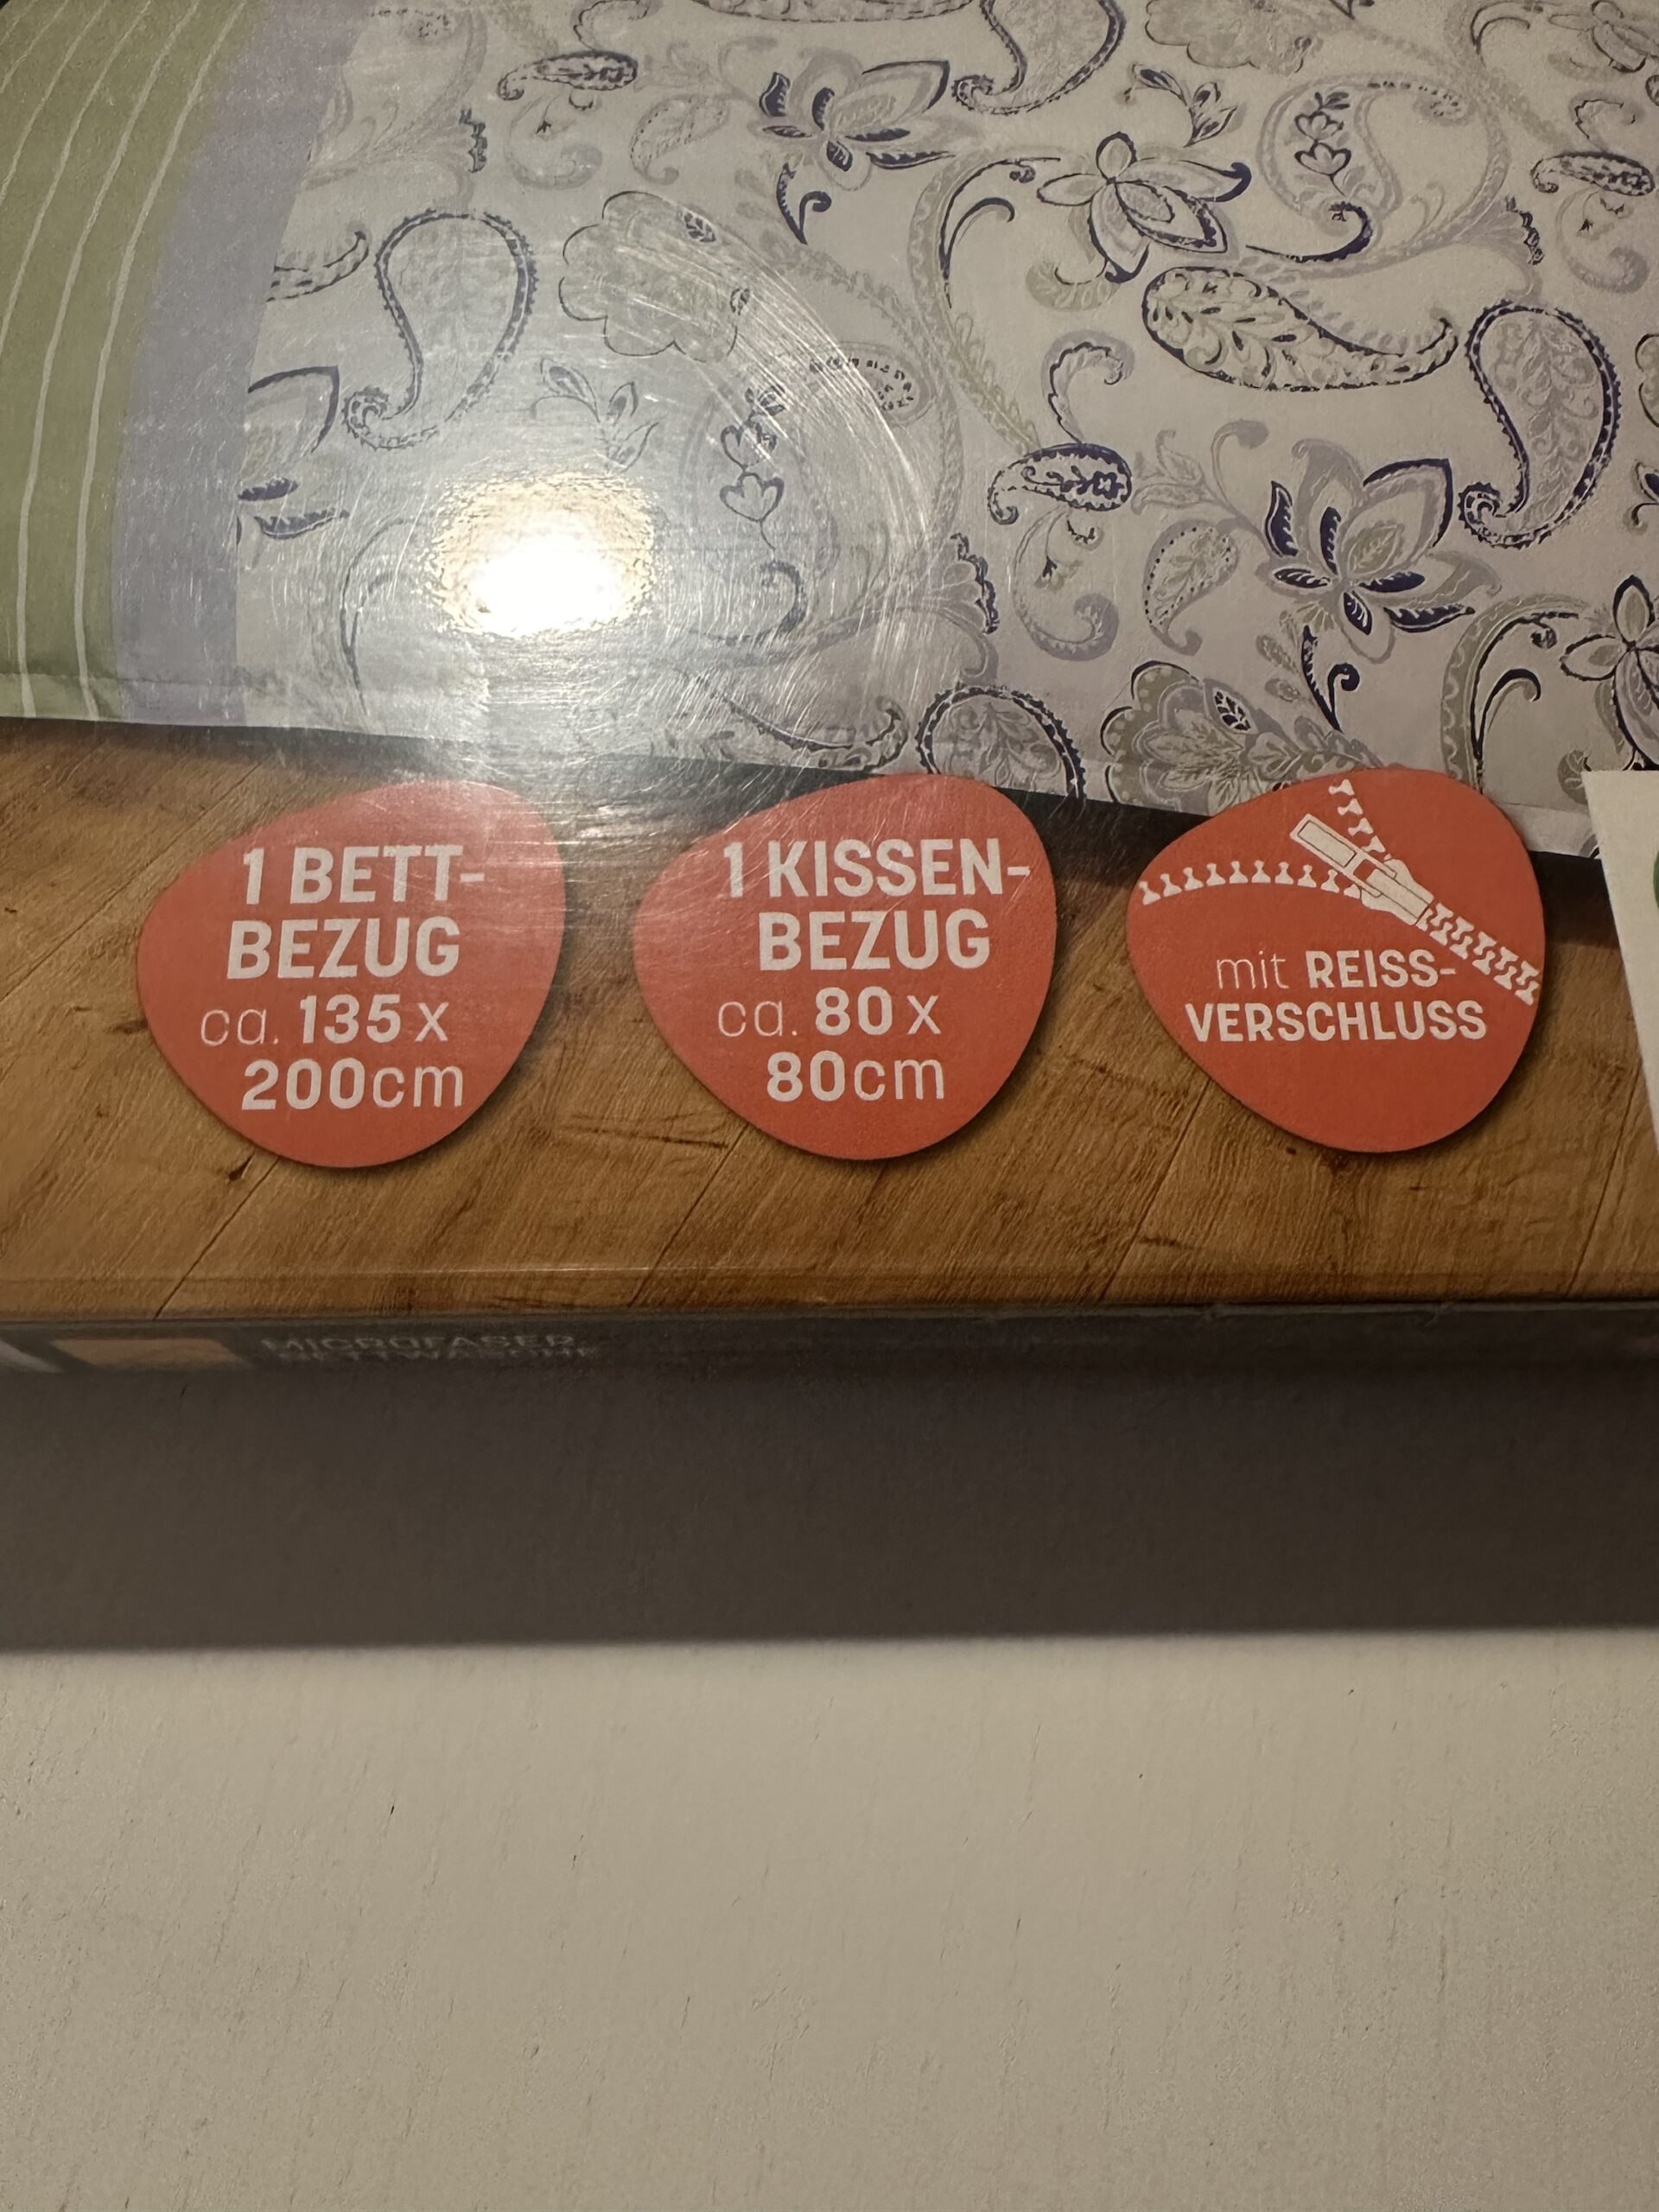 1 BETT-
BEZUG
ca. 135 x
200cm
1 KISSEN-
BEZUG
ca. 80 x
80cm
mit REISS-
VERSCHLUSS
MICROFASER